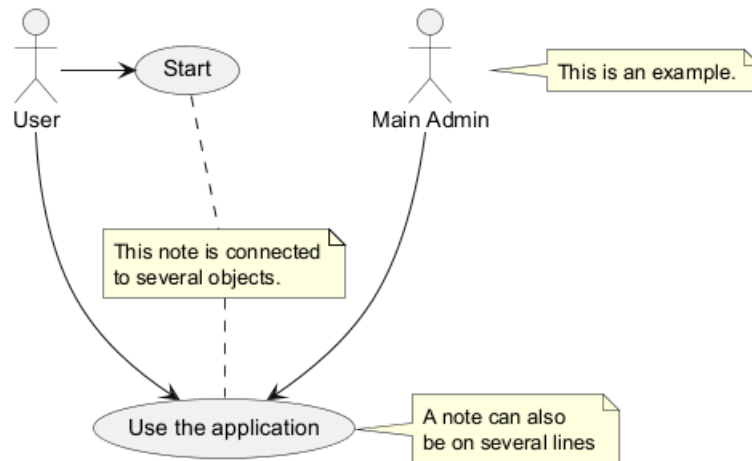 Start
This is an example.
User
Main Admin
This note is connected
to several objects.
Use the application
A note can also
be on several lines